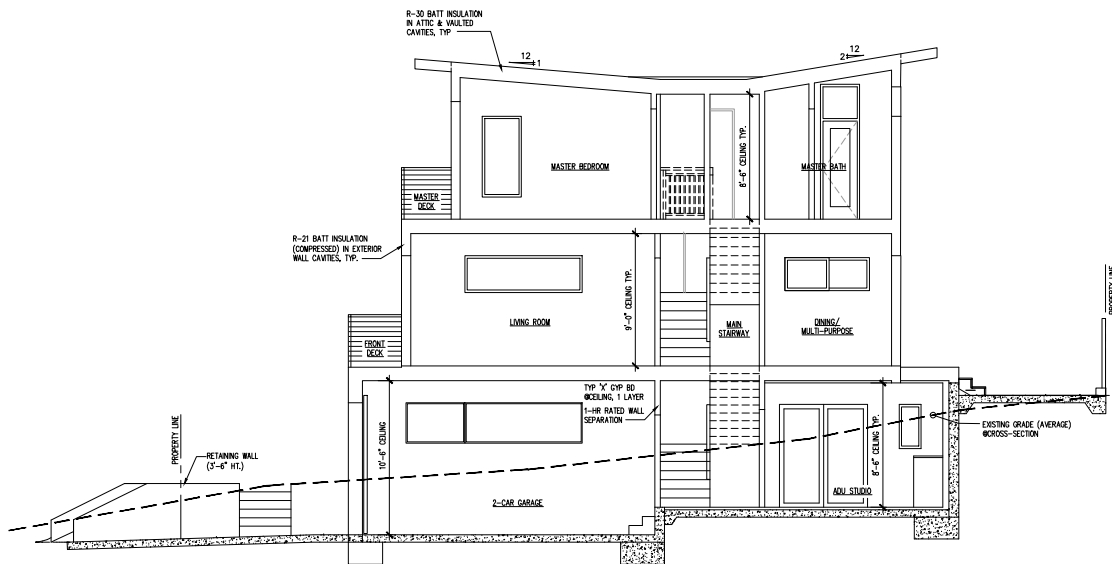 R-30 BATT INSULATION
IN ATTIC & VAULTED
CAVITIES, TYP
12
1
12
2
MASTER BEDROOM
8'-6" CEILING TYP.
MASTER BATH
MASTER
DECK
R-21 BATT INSULATION
(COMPRESSED) IN EXTERIOR
WALL CAVITIES, TYP.
LIVING ROOM
9'-0" CEILING TYP.
MAIN
STAIRWAY
DINING/
MULTI-PURPOSE
PROPERTY LINE
FRONT
DECK
TYP 'X' GYP BD
@CEILING, 1 LAYER
1-HR RATED WALL
SEPARATION
EXISTING GRADE (AVERAGE)
@CROSS-SECTION
PROPERTY LINE
RETAINING WALL
(3'-6" HT.)
10'-6" CEILING
2-CAR GARAGE
8'-6" CEILING TYP.
ADU STUDIO